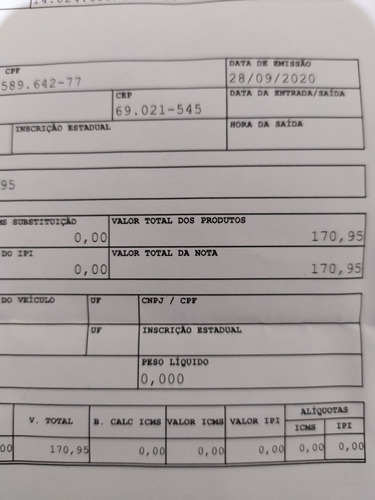 CPF DATA DE EMISSÃO
589.642-77 28/09/2020
CEP DATA DA ENTRADA/SAÍDA
69.021-545
INSCRIÇÃO ESTADUAL HORA DA SAÍDA
95
SUBSTITUIÇÃO VALOR TOTAL DOS PRODUTOS
0,00 170,95
DO IPI VALOR TOTAL DA NOTA
0,00 170,95
DO VEÍCULO UF CNPJ / CPF
UF INSCRIÇÃO ESTADUAL
PESO LÍQUIDO
0,000
ALÍQUOTAS
V. TOTAL B. CALC ICMS VALOR ICMS VALOR IPI ICMS IPI
00 170,95 0,00 0,00 0,00 0,00 0,00